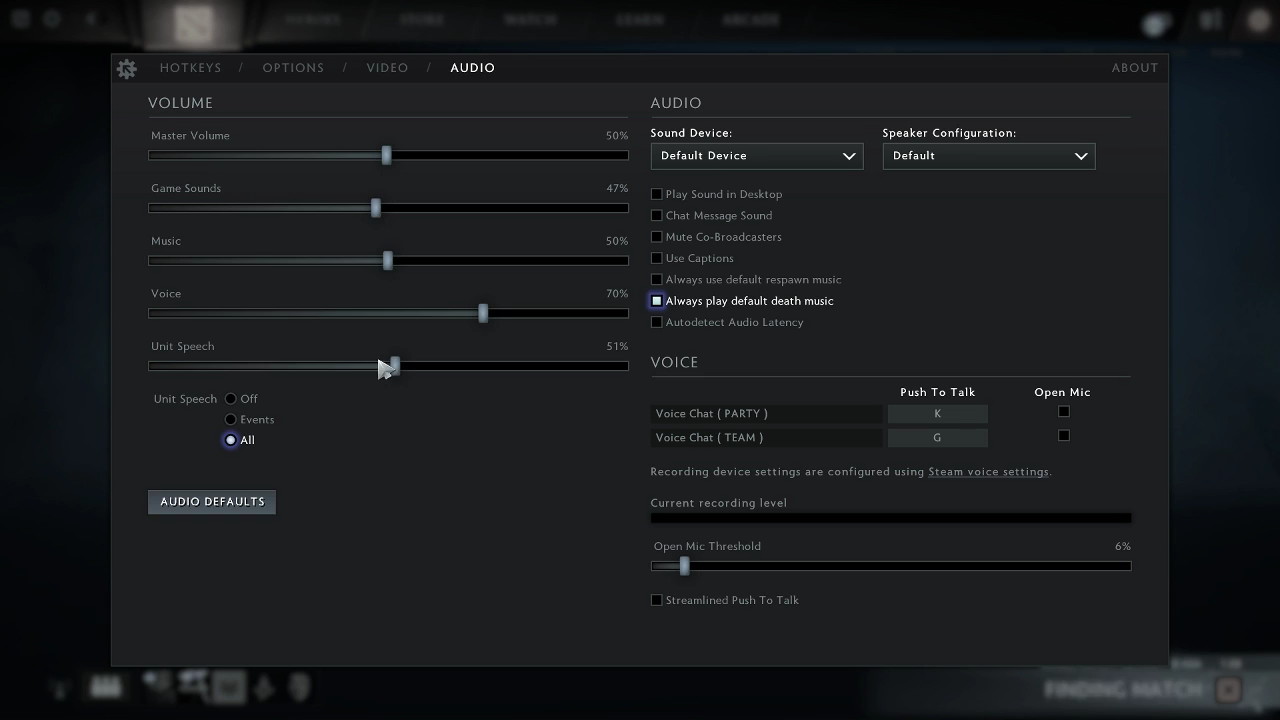 STORE
WATCH
LEARN
ARCADE
HOTKEYS / OPTIONS / VIDEO / AUDIO
ABOUT
VOLUME
Master Volume 50%
Game Sounds 47%
Music 50%
Voice 70%
Unit Speech 51%
Unit Speech Off
Events
All
AUDIO DEFAULTS
AUDIO
Sound Device: Speaker Configuration:
Default Device Default
Play Sound in Desktop
Chat Message Sound
Mute Co-Broadcasters
Use Captions
Always use default respawn music
Always play default death music
Autodetect Audio Latency
VOICE
Push To Talk Open Mic
Voice Chat ( PARTY ) K
Voice Chat ( TEAM ) G
Recording device settings are configured using Steam voice settings.
Current recording level
Open Mic Threshold 6%
Streamlined Push To Talk
FINDING MATCH